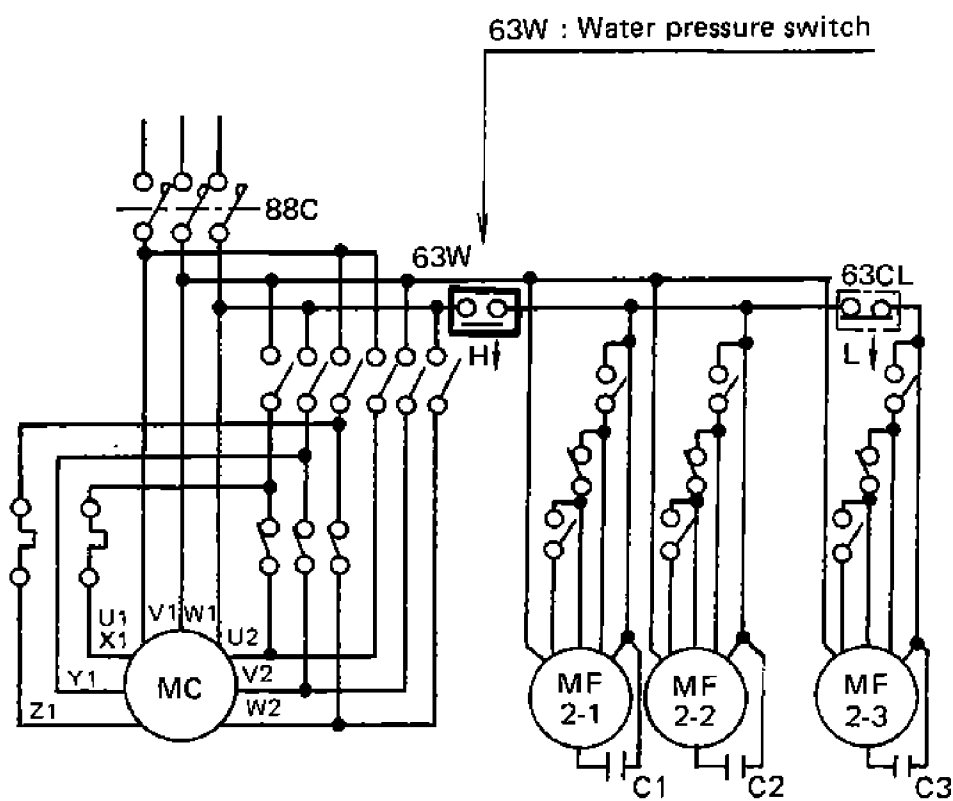 63W : Water pressure switch
88C
63W
63CL
H
L
U1
V1
W1
X1
U2
Y1
V2
MC
Z1
W2
MF
2-1
MF
2-2
MF
2-3
C1
C2
C3